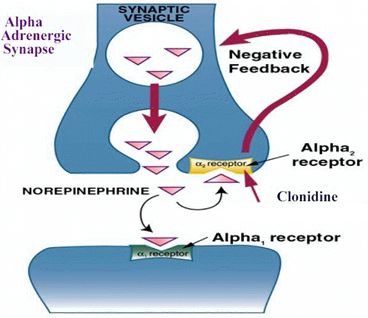 Alpha
Adrenergic
Synapse
SYNAPTIC
VESICLE
Negative
Feedback
α₂ receptor
Alpha₂
receptor
NOREPINEPHRINE
Clonidine
Alpha₁ receptor
α₁ receptor